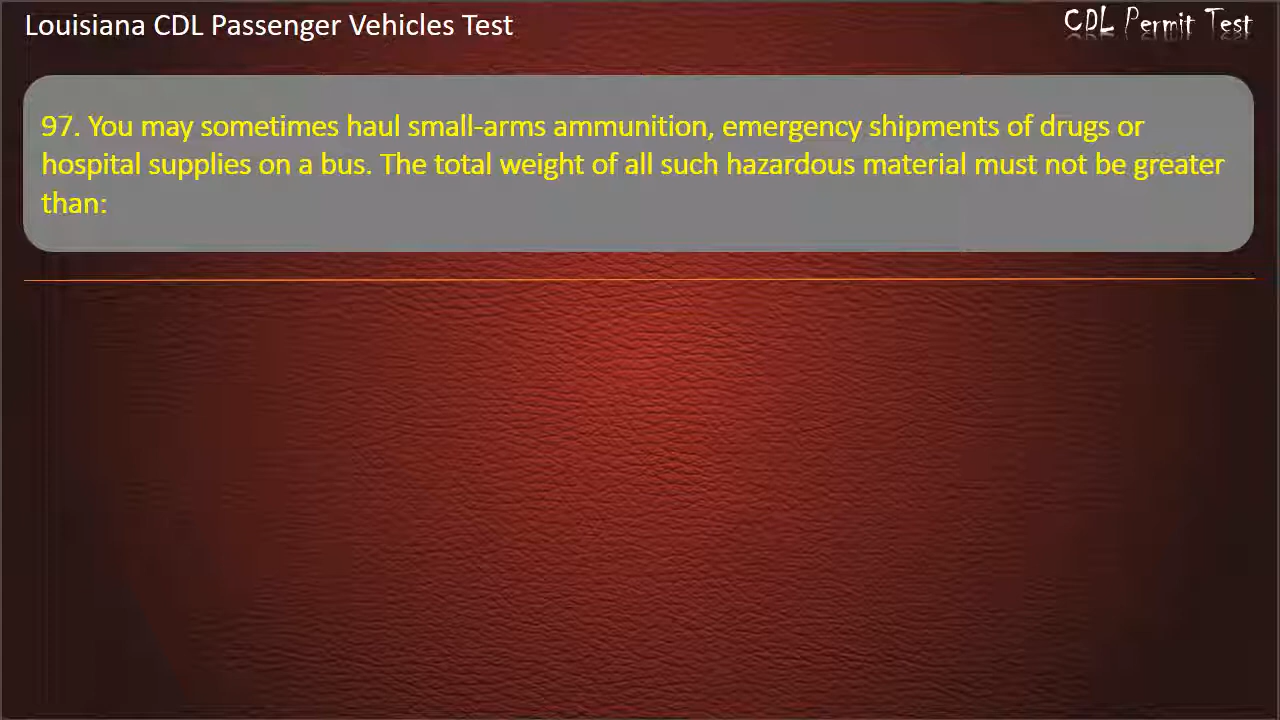 Louisiana CDL Passenger Vehicles Test
CDL Permit Test
97. You may sometimes haul small-arms ammunition, emergency shipments of drugs or
hospital supplies on a bus. The total weight of all such hazardous material must not be greater
than: